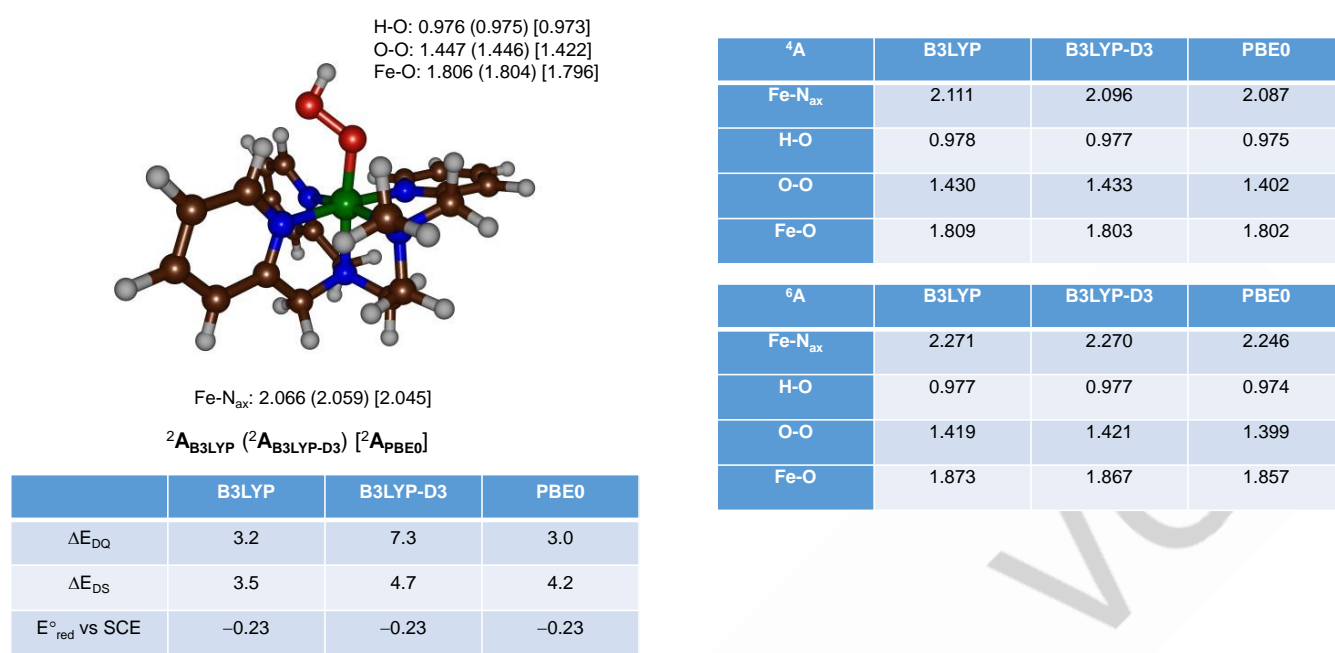 H-O: 0.976 (0.975) [0.973]
O-O: 1.447 (1.446) [1.422]
Fe-O: 1.806 (1.804) [1.796]
Fe-Nax: 2.066 (2.059) [2.045]
²AB3LYP (²AB3LYP-D3) [²APBE0]
B3LYP B3LYP-D3 PBE0
ΔEDQ 3.2 7.3 3.0
ΔEDS 3.5 4.7 4.2
E°red vs SCE −0.23 −0.23 −0.23
⁴A B3LYP B3LYP-D3 PBE0
Fe-Nax 2.111 2.096 2.087
H-O 0.978 0.977 0.975
O-O 1.430 1.433 1.402
Fe-O 1.809 1.803 1.802
⁶A B3LYP B3LYP-D3 PBE0
Fe-Nax 2.271 2.270 2.246
H-O 0.977 0.977 0.974
O-O 1.419 1.421 1.399
Fe-O 1.873 1.867 1.857